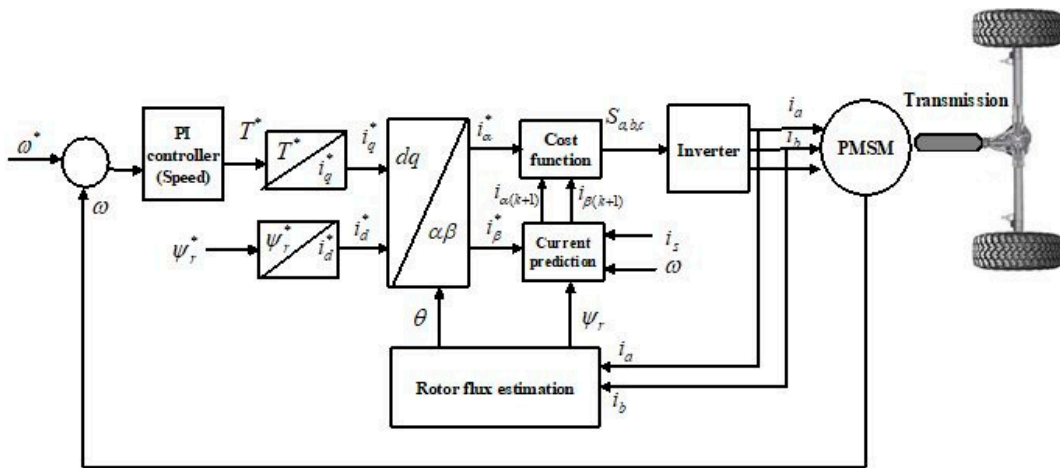 ω*
ω
PI
controller
(Speed)
T*
T*
i_q*
i_q*
ψ_r*
ψ_r*
i_d*
i_d*
dq
αβ
θ
i_α*
i_β*
Cost
function
i_α(k+1)
i_β(k+1)
Current
prediction
i_s
ω
ψ_r
S_a,b,c
Inverter
i_a
i_b
PMSM
Transmission
Rotor flux estimation
i_a
i_b